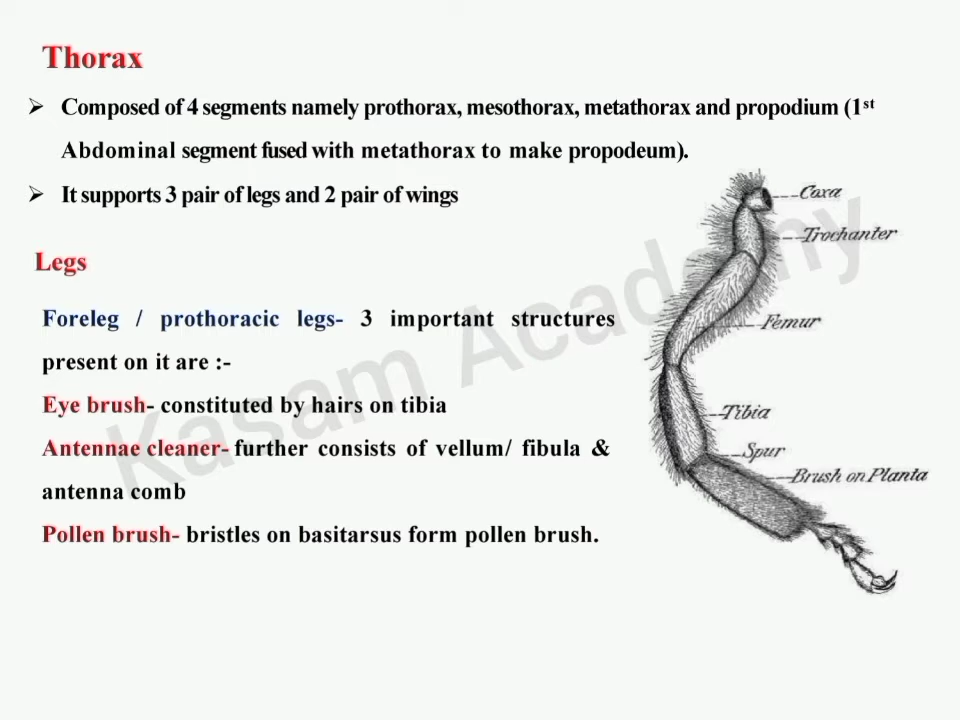 Thorax
➢ Composed of 4 segments namely prothorax, mesothorax, metathorax and propodium (1st
Abdominal segment fused with metathorax to make propodeum).
➢ It supports 3 pair of legs and 2 pair of wings
Legs
Foreleg / prothoracic legs- 3 important structures
present on it are :-
Eye brush- constituted by hairs on tibia
Antennae cleaner- further consists of vellum/ fibula &
antenna comb
Pollen brush- bristles on basitarsus form pollen brush.
Coxa
Trochanter
Femur
Tibia
Spur
Brush on Planta
Kasam Academy